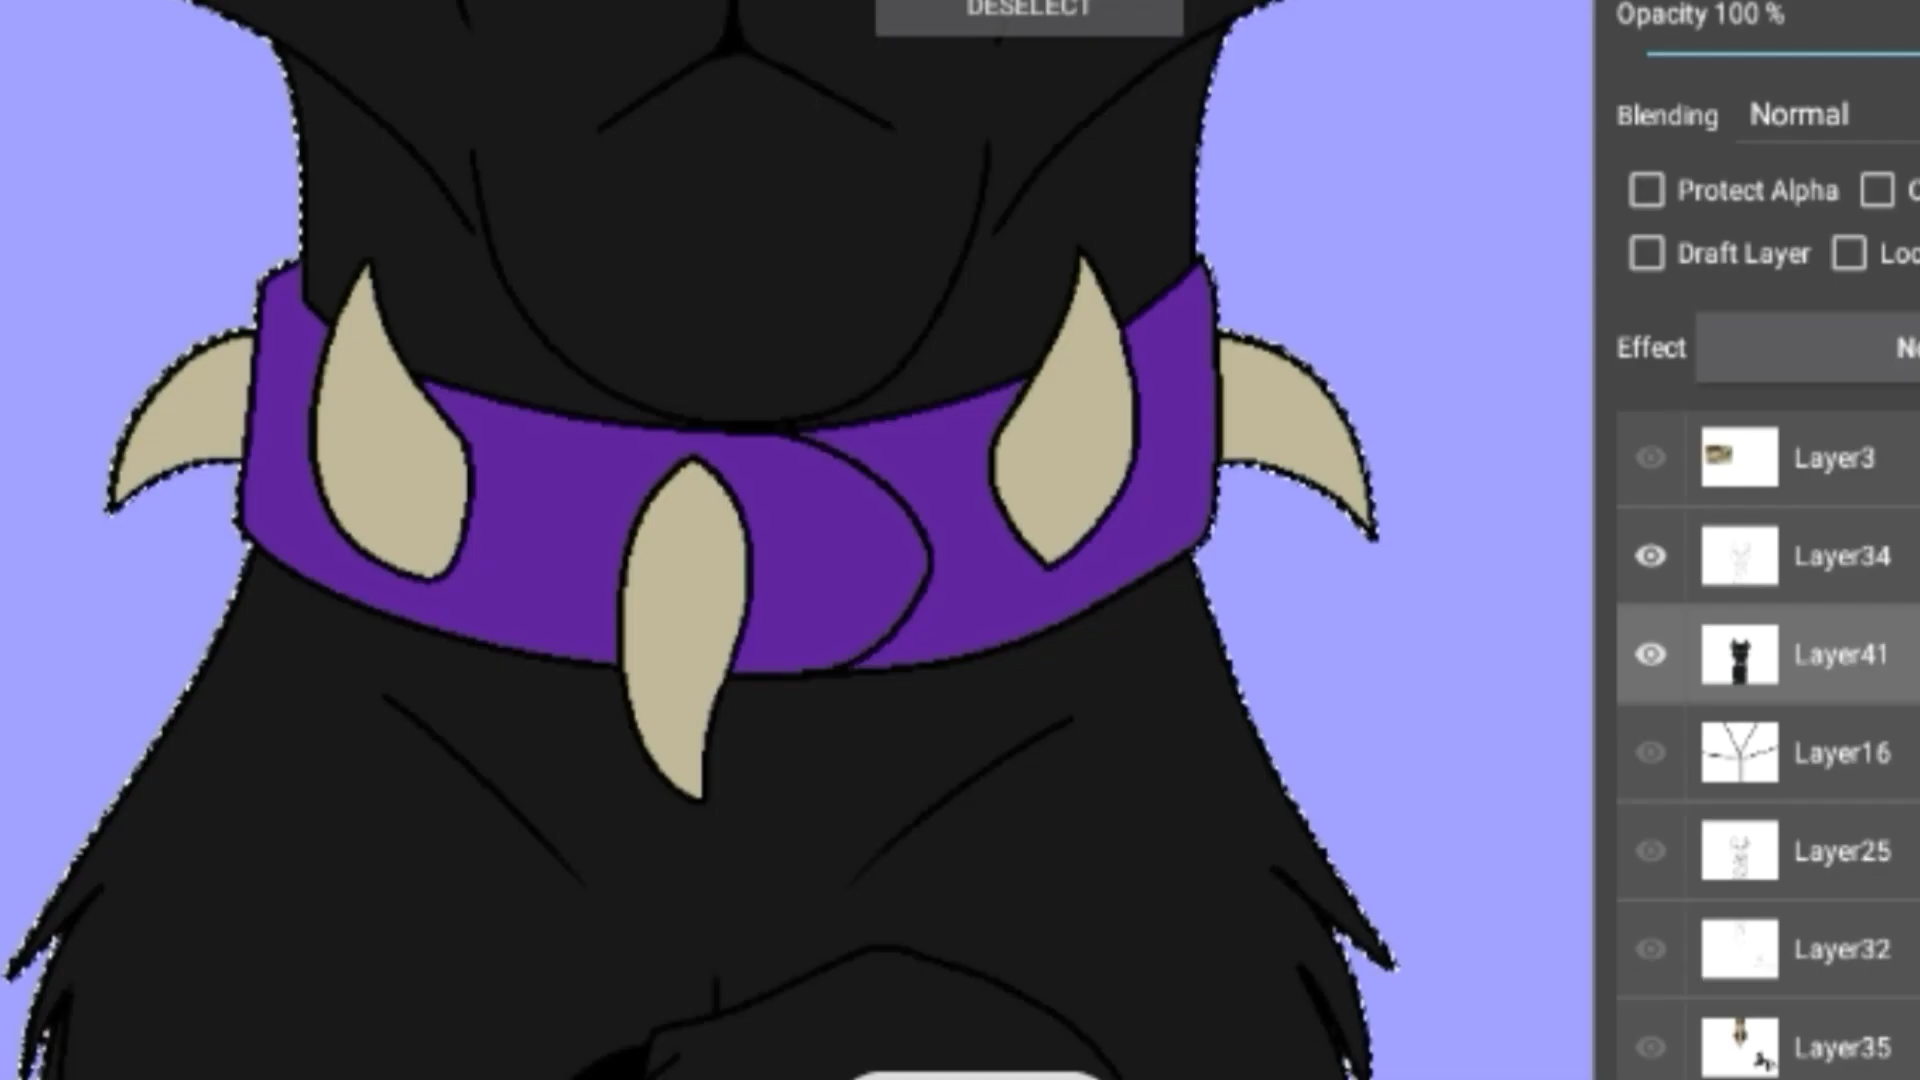 DESELECT
Opacity 100 %
Blending Normal
Protect Alpha
Draft Layer
Effect
Layer3
Layer34
Layer41
Layer16
Layer25
Layer32
Layer35